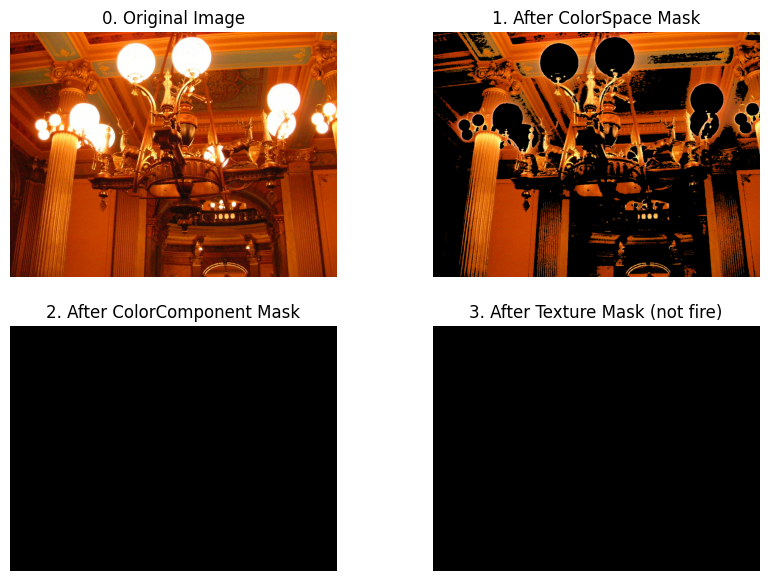 0. Original Image
1. After ColorSpace Mask
2. After ColorComponent Mask
3. After Texture Mask (not fire)